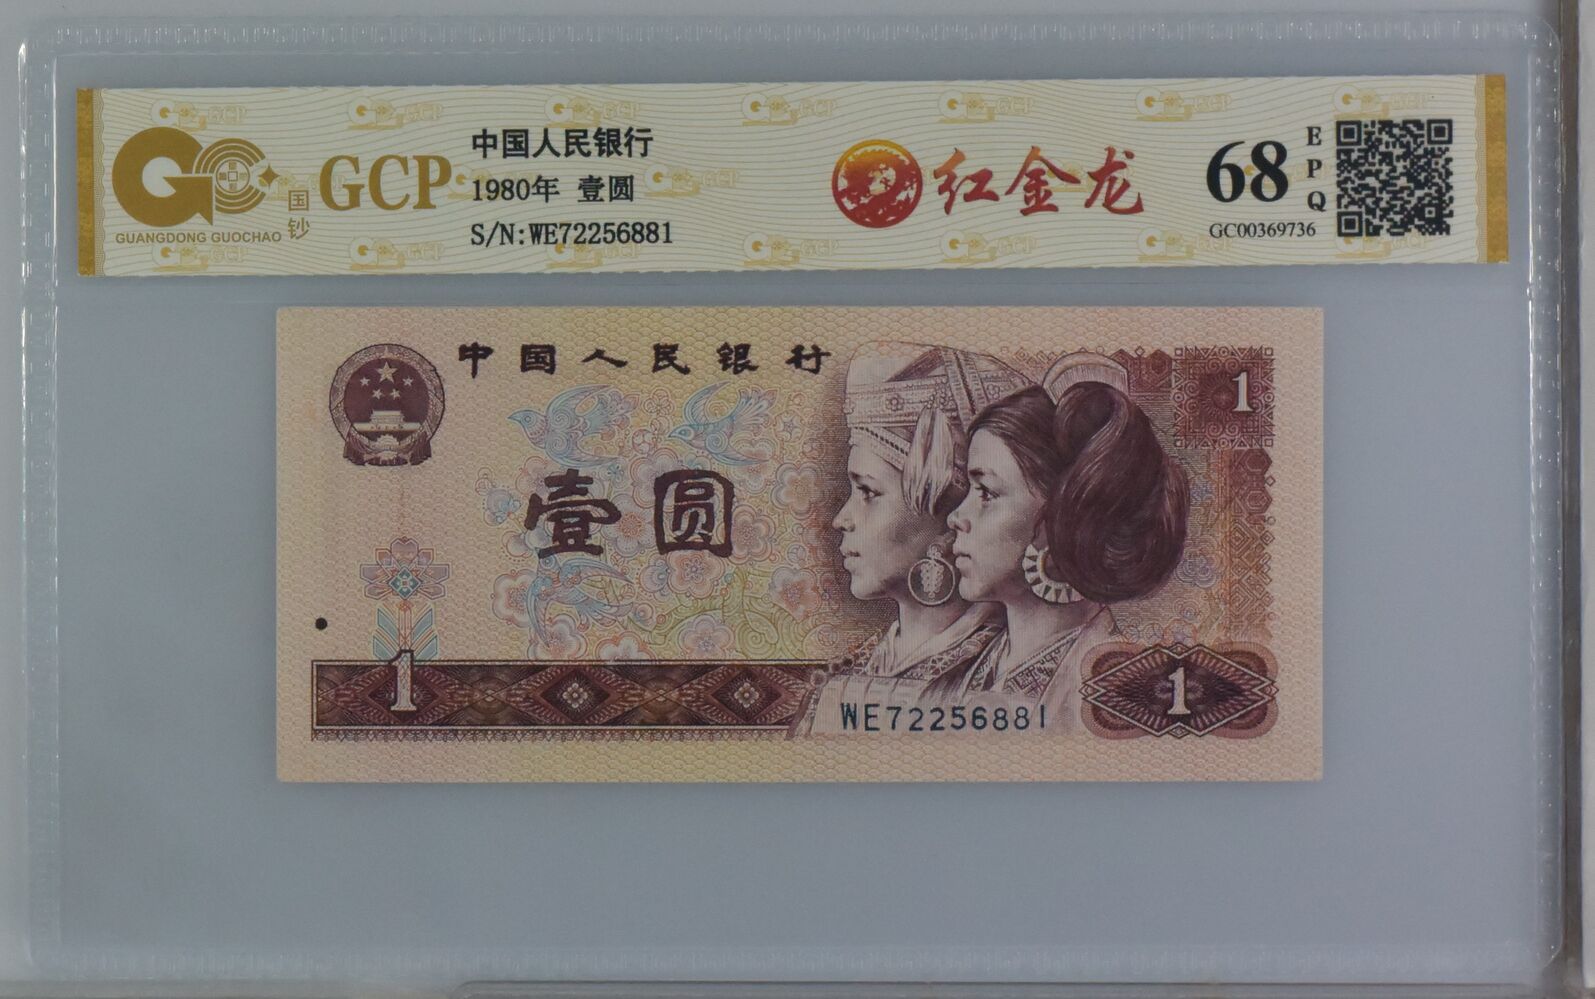 GCP
国钞
GUANGDONG GUOCHAO
中国人民银行
1980年 壹圆
S/N:WE72256881
红金龙
68
EPQ
GC00369736
中国人民银行
1
壹圆
1
1
WE72256881